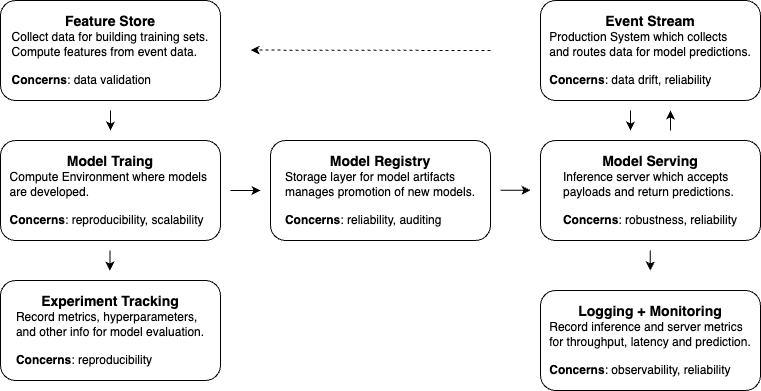 Feature Store
Collect data for building training sets.
Compute features from event data.
Concerns: data validation
Event Stream
Production System which collects
and routes data for model predictions.
Concerns: data drift, reliability
Model Traing
Compute Environment where models
are developed.
Concerns: reproducibility, scalability
Model Registry
Storage layer for model artifacts
manages promotion of new models.
Concerns: reliability, auditing
Model Serving
Inference server which accepts
payloads and return predictions.
Concerns: robustness, reliability
Experiment Tracking
Record metrics, hyperparameters,
and other info for model evaluation.
Concerns: reproducibility
Logging + Monitoring
Record inference and server metrics
for throughput, latency and prediction.
Concerns: observability, reliability